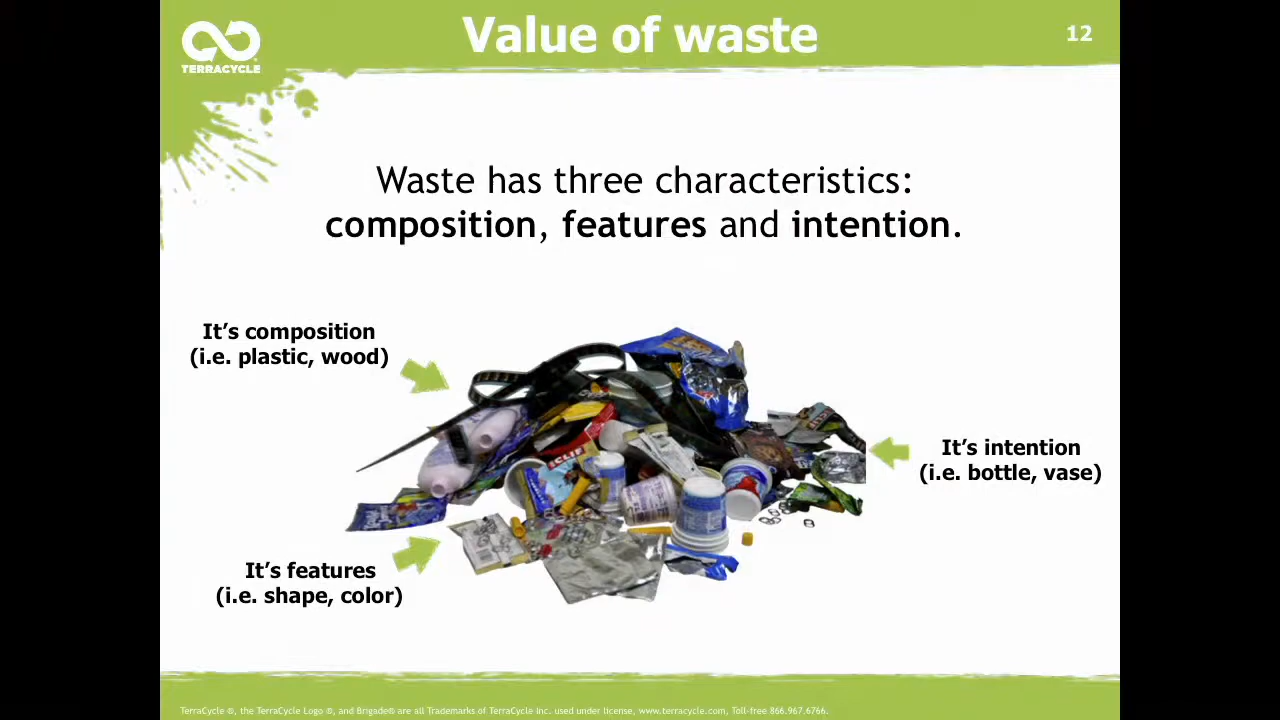 TERRACYCLE
Value of waste
12
Waste has three characteristics:
composition, features and intention.
It's composition
(i.e. plastic, wood)
It's intention
(i.e. bottle, vase)
It's features
(i.e. shape, color)
CLIF
TerraCycle ®, the TerraCycle Logo ®, and Brigade® are all Trademarks of TerraCycle Inc. used under license, www.terracycle.com, Toll-free 866.967.6766.